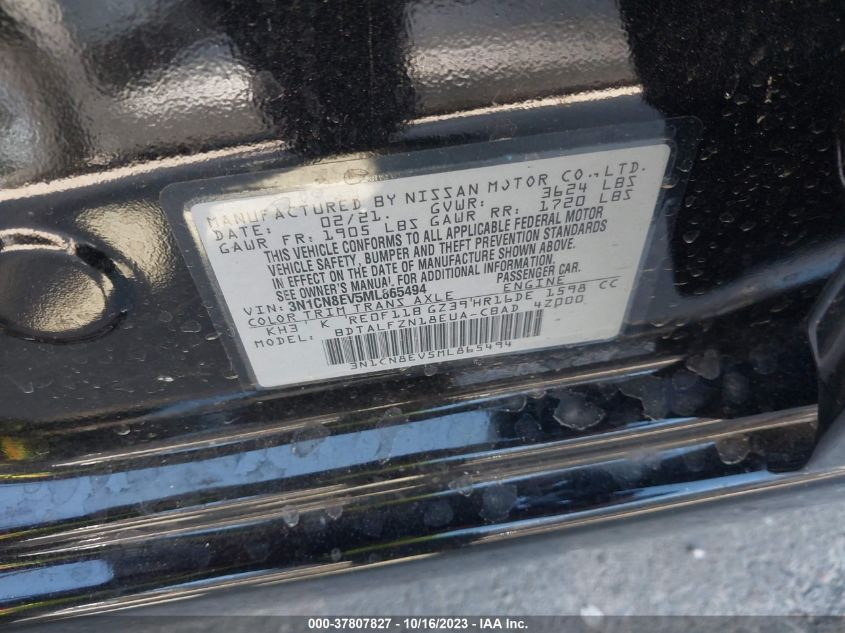 MANUFACTURED BY NISSAN MOTOR CO.,LTD.
DATE: 02/21. GVWR: 3624 LBS
GAWR FR: 1905 LBS GAWR RR: 1720 LBS
THIS VEHICLE CONFORMS TO ALL APPLICABLE FEDERAL MOTOR
VEHICLE SAFETY, BUMPER AND THEFT PREVENTION STANDARDS
IN EFFECT ON THE DATE OF MANUFACTURE SHOWN ABOVE.
SEE OWNER'S MANUAL FOR ADDITIONAL INFORMATION.
VIN: 3N1CN8EV5ML865494 PASSENGER CAR.
COLOR TRIM TRANS AXLE ENGINE
KH3 K RE0F11B GZ39 HR16DE 1598 CC
MODEL: BDTALFZN18EUA-CBAD 4Z000
3N1CN8EV5ML865494
000-37807827 - 10/16/2023 - IAA Inc.